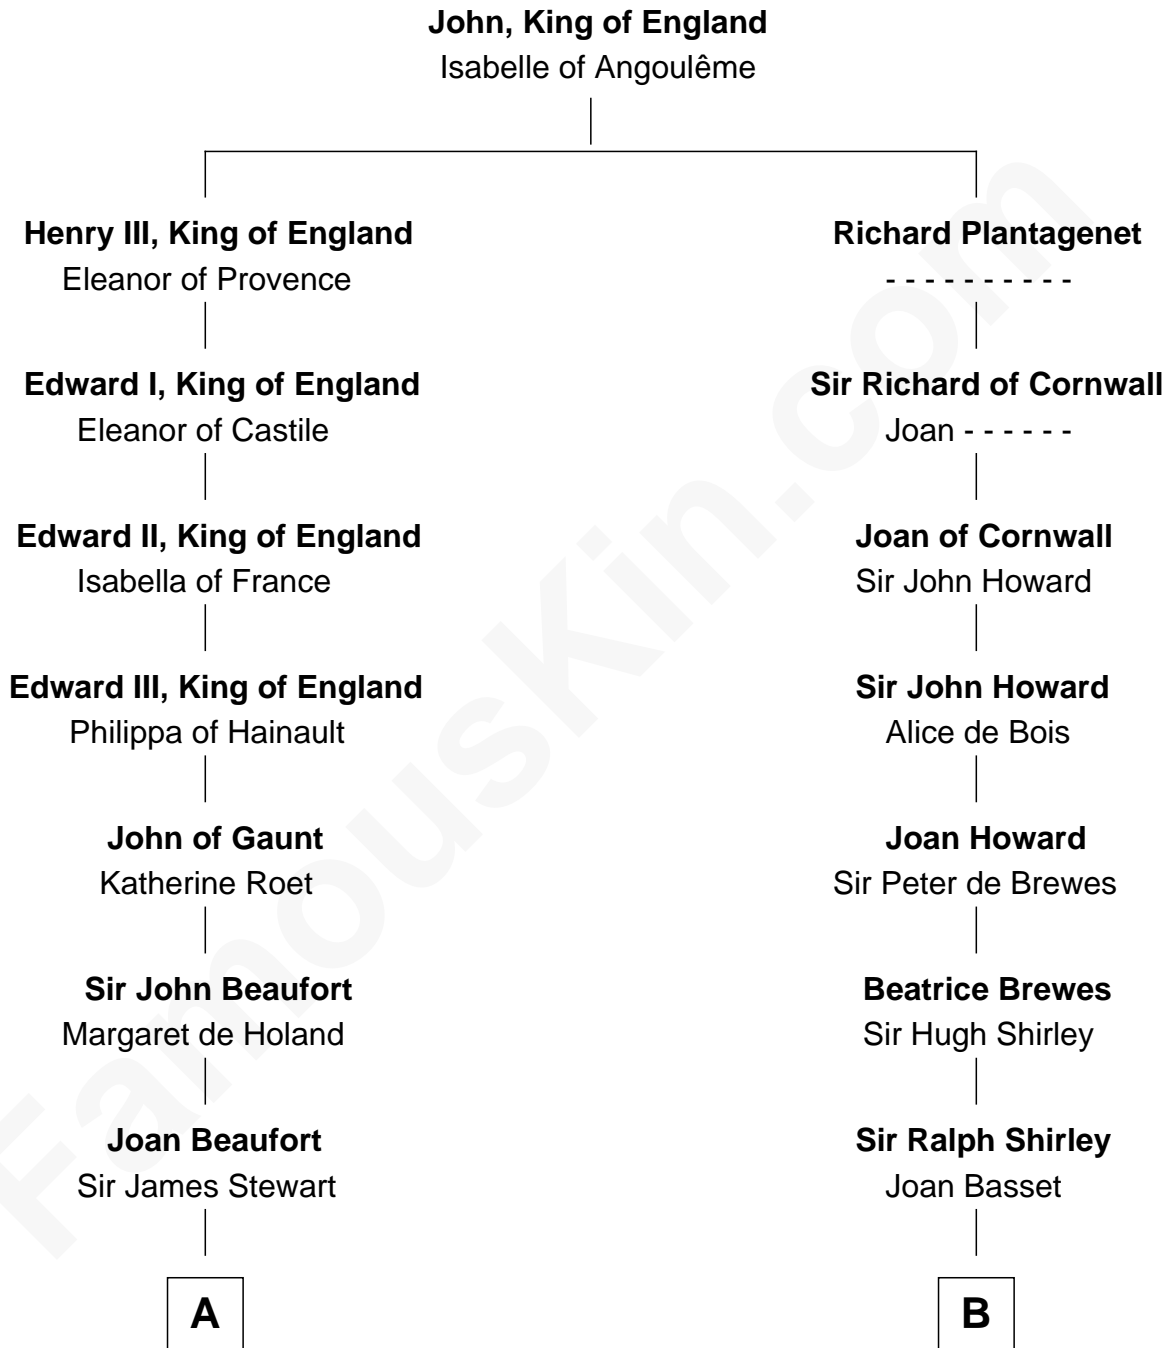 John, King of England
Isabelle of Angoulême
Henry III, King of England
Eleanor of Provence
Richard Plantagenet
- - - - - - - - - -
Edward I, King of England
Eleanor of Castile
Sir Richard of Cornwall
Joan - - - - - -
Edward II, King of England
Isabella of France
Joan of Cornwall
Sir John Howard
Edward III, King of England
Philippa of Hainault
Sir John Howard
Alice de Bois
John of Gaunt
Katherine Roet
Joan Howard
Sir Peter de Brewes
Sir John Beaufort
Margaret de Holand
Beatrice Brewes
Sir Hugh Shirley
Joan Beaufort
Sir James Stewart
Sir Ralph Shirley
Joan Basset
A
B
FamousKin.com